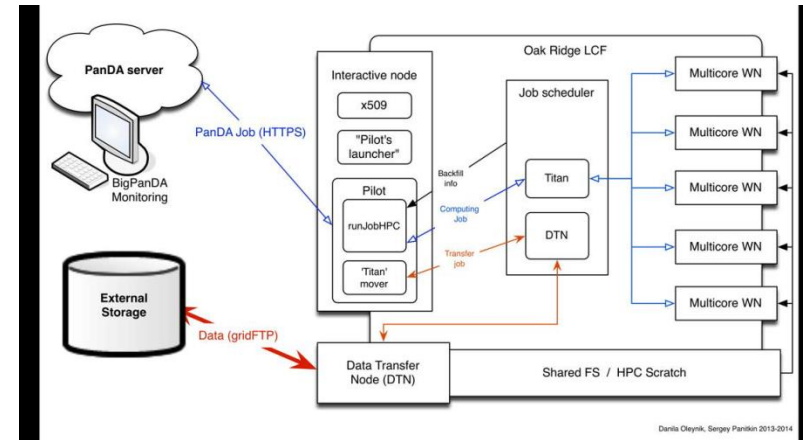 PanDA server
BigPanDA
Monitoring
PanDA Job (HTTPS)
External
Storage
Data (gridFTP)
Interactive node
x509
"Pilot's
launcher"
Pilot
runJobHPC
'Titan'
mover
Data Transfer
Node (DTN)
Backfill
info
Computing
Job
Transfer
job
Oak Ridge LCF
Job scheduler
Titan
DTN
Multicore WN
Multicore WN
Multicore WN
Multicore WN
Multicore WN
Shared FS / HPC Scratch
Danila Oleynik, Sergey Panitkin 2013-2014